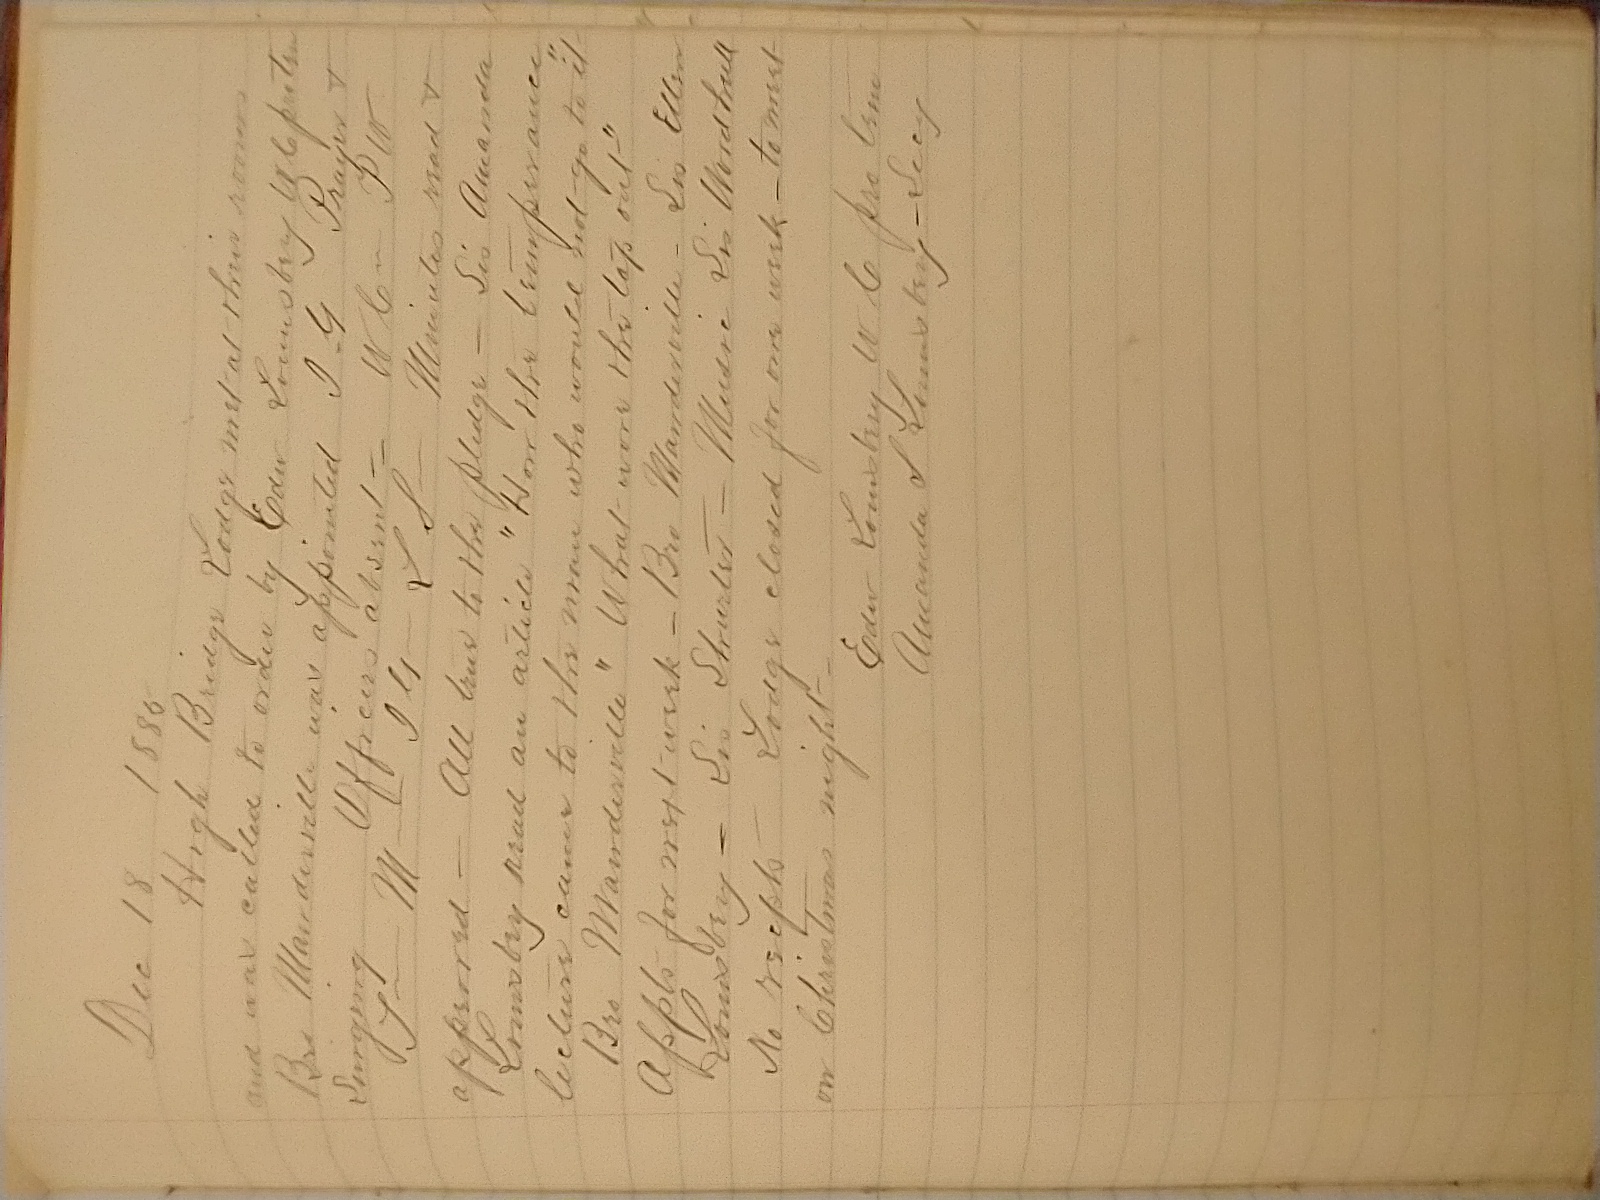 Dec 18 1885
High Bridge Lodge met at their rooms
and was called to order by Edw Lounsbery W C pro tem
Bro Manderville was appointed I G Prayer &
Singing Officers absent - W C - P W
T - M - I G - L S - Minutes read &
approved - All true to the pledge - Sis Amanda
Lounsbery read an article "How the temperance
lecture came to the man who would not go to it"
Bro Manderville "What wore the lap out"
Appts for next week - Bro Manderville - Sis Ellen
Lounsbery - Sis Shurter - Music Sis Woodhull
No recpts Lodge closed for one week - to meet
on Christmas night -
Edw Lounsbery W C pro tem
Amanda S Lounsbery - Secy